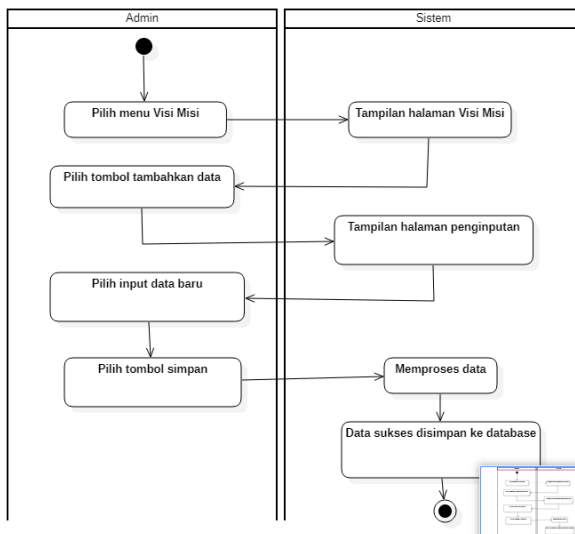 Admin
Sistem
Pilih menu Visi Misi
Tampilan halaman Visi Misi
Pilih tombol tambahkan data
Tampilan halaman penginputan
Pilih input data baru
Pilih tombol simpan
Memproses data
Data sukses disimpan ke database